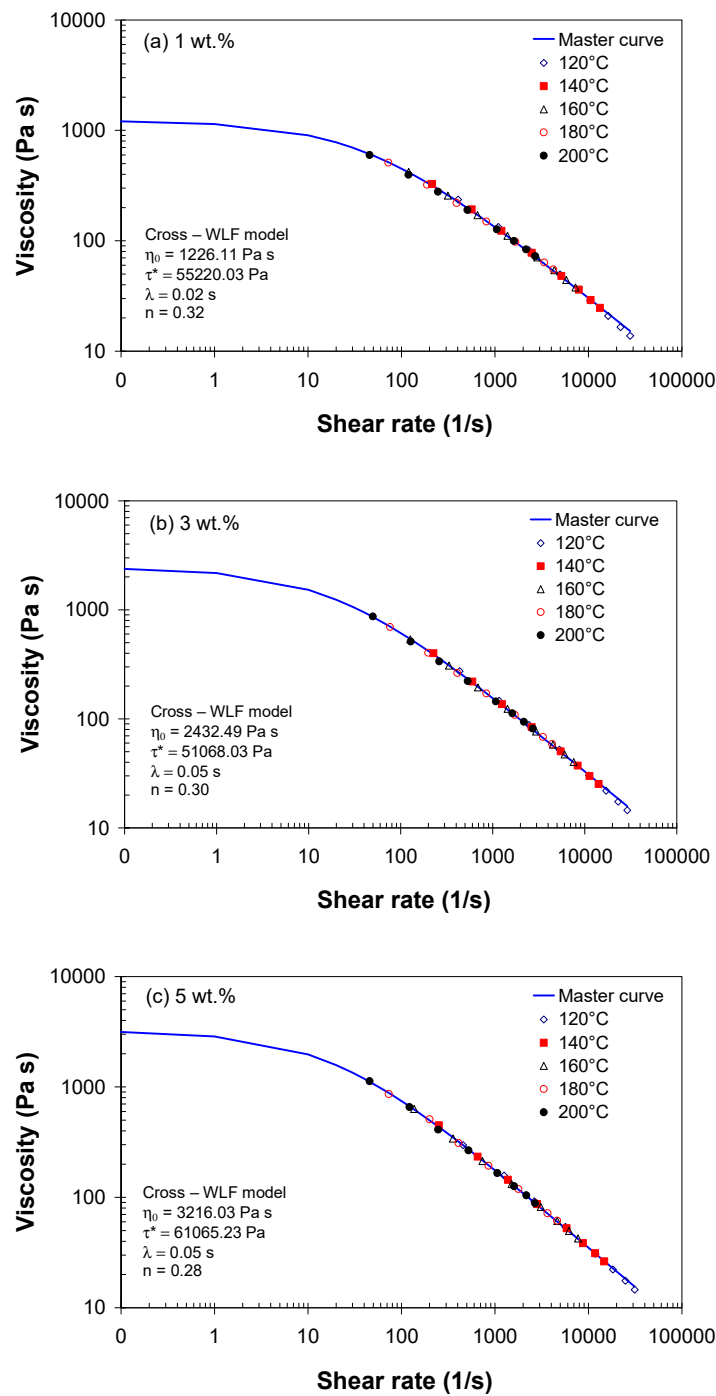 (a) 1 wt.%
Master curve
120°C
140°C
160°C
180°C
200°C
Cross – WLF model
η₀ = 1226.11 Pa s
τ* = 55220.03 Pa
λ = 0.02 s
n = 0.32
10000
1000
100
10
Viscosity (Pa s)
0 1 10 100 1000 10000 100000
Shear rate (1/s)
(b) 3 wt.%
Master curve
120°C
140°C
160°C
180°C
200°C
Cross – WLF model
η₀ = 2432.49 Pa s
τ* = 51068.03 Pa
λ = 0.05 s
n = 0.30
10000
1000
100
10
Viscosity (Pa s)
0 1 10 100 1000 10000 100000
Shear rate (1/s)
(c) 5 wt.%
Master curve
120°C
140°C
160°C
180°C
200°C
Cross – WLF model
η₀ = 3216.03 Pa s
τ* = 61065.23 Pa
λ = 0.05 s
n = 0.28
10000
1000
100
10
Viscosity (Pa s)
0 1 10 100 1000 10000 100000
Shear rate (1/s)